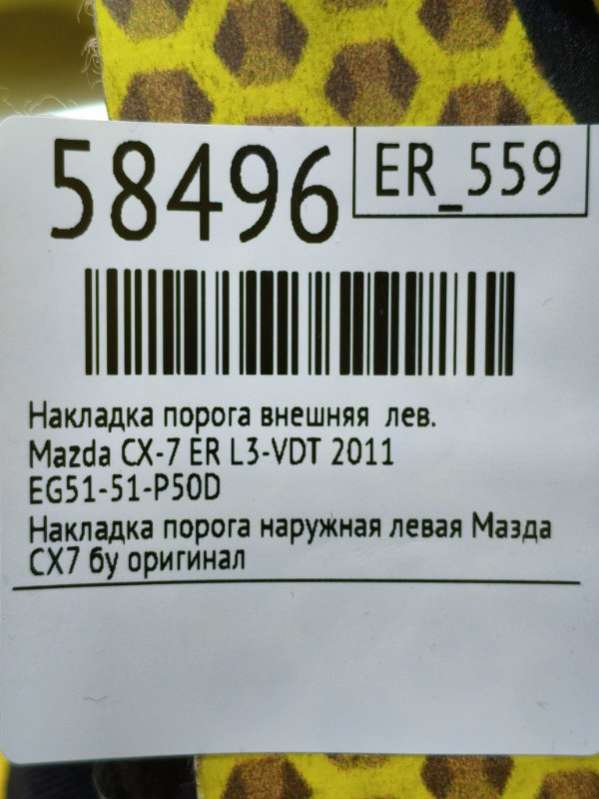 58496
ER_559
Накладка порога внешняя лев.
Mazda CX-7 ER L3-VDT 2011
EG51-51-P50D
Накладка порога наружная левая Мазда
CX7 бу оригинал